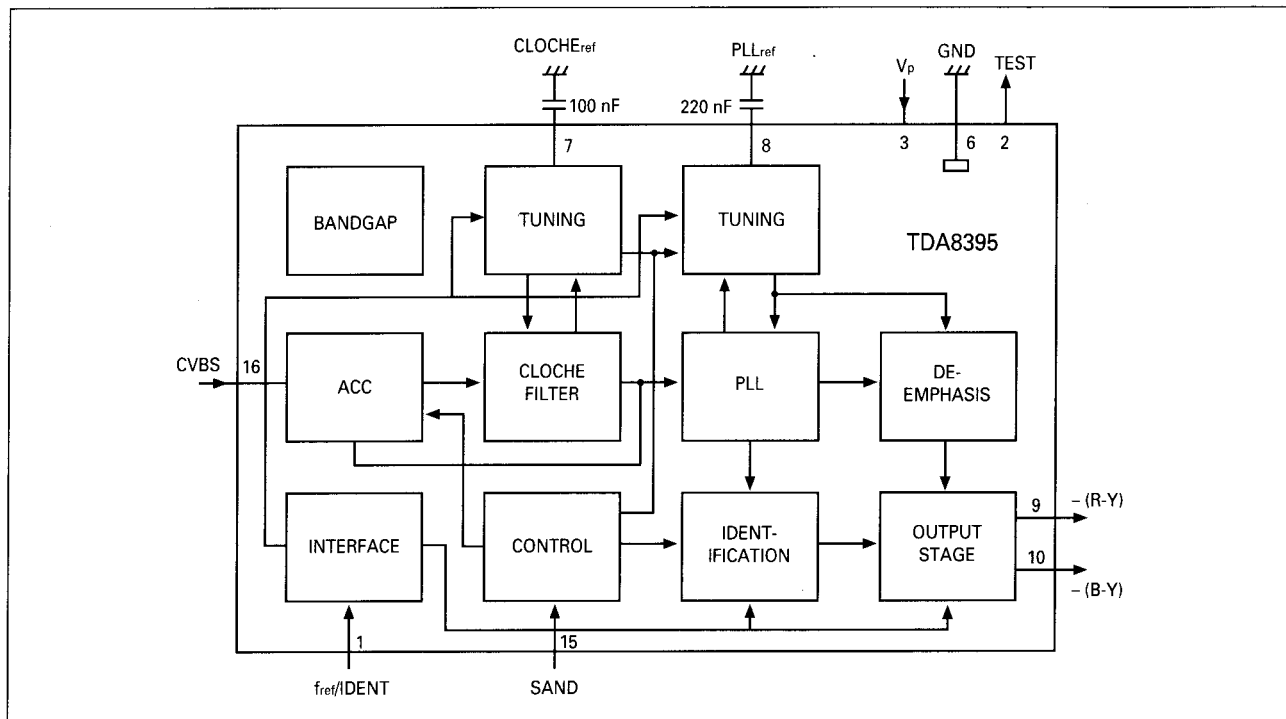 CLOCHEref
PLLref
Vp
GND
TEST
100 nF
220 nF
7
8
3
6
2
BANDGAP
TUNING
TUNING
TDA8395
CVBS
16
ACC
CLOCHE
FILTER
PLL
DE-
EMPHASIS
INTERFACE
CONTROL
IDENT-
IFICATION
OUTPUT
STAGE
9
– (R-Y)
10
– (B-Y)
1
15
fref/IDENT
SAND